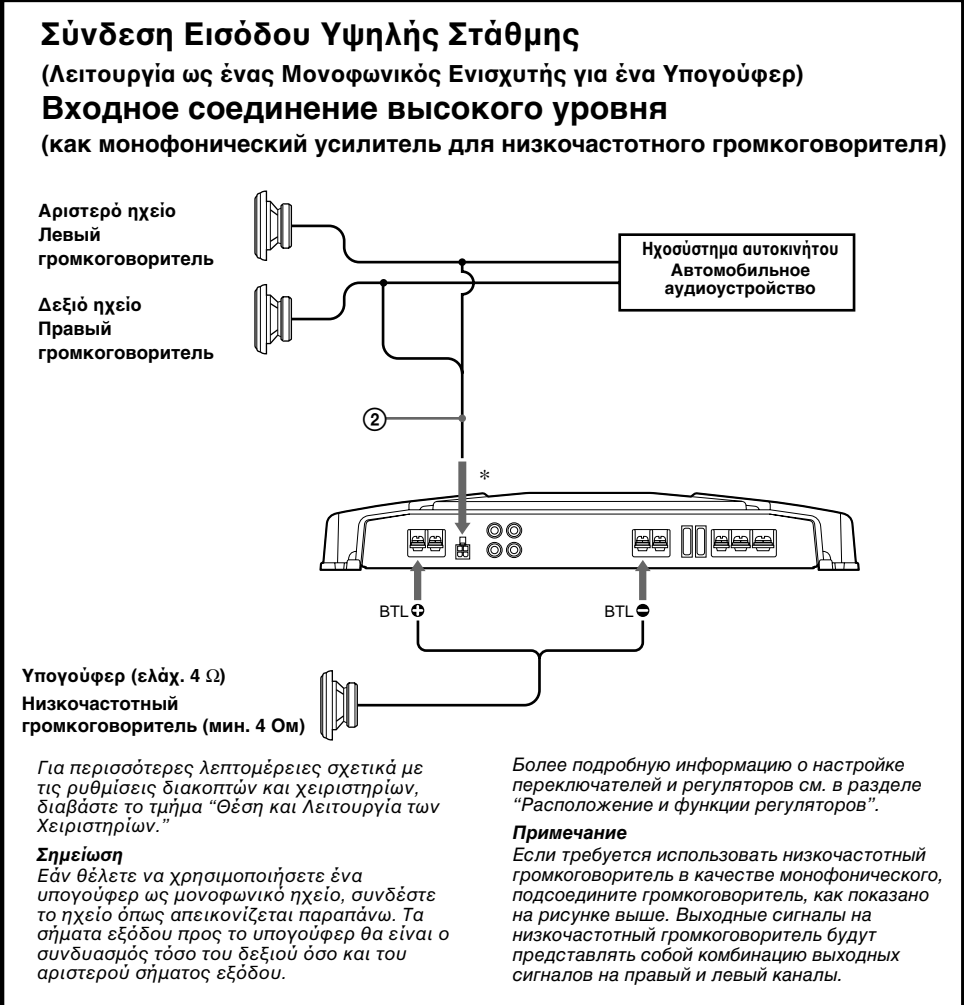 Σύνδεση Εισόδου Υψηλής Στάθμης
(Λειτουργία ως ένας Μονοφωνικός Ενισχυτής για ένα Υπογούφερ)
Входное соединение высокого уровня
(как монофонический усилитель для низкочастотного громкоговорителя)
Αριστερό ηχείο
Левый
громкоговоритель
Δεξιό ηχείο
Правый
громкоговоритель
Ηχοσύστημα αυτοκινήτου
Автомобильное
аудиоустройство
②
*
BTL ⊕
BTL ⊖
Υπογούφερ (ελάχ. 4 Ω)
Низкочастотный
громкоговоритель (мин. 4 Ом)
Για περισσότερες λεπτομέρειες σχετικά με
τις ρυθμίσεις διακοπτών και χειριστηρίων,
διαβάστε το τμήμα “Θέση και Λειτουργία των
Χειριστηρίων.”
Σημείωση
Εάν θέλετε να χρησιμοποιήσετε ένα
υπογούφερ ως μονοφωνικό ηχείο, συνδέστε
το ηχείο όπως απεικονίζεται παραπάνω. Τα
σήματα εξόδου προς το υπογούφερ θα είναι ο
συνδυασμός τόσο του δεξιού όσο και του
αριστερού σήματος εξόδου.
Более подробную информацию о настройке
переключателей и регуляторов см. в разделе
“Расположение и функции регуляторов”.
Примечание
Если требуется использовать низкочастотный
громкоговоритель в качестве монофонического,
подсоедините громкоговоритель, как показано
на рисунке выше. Выходные сигналы на
низкочастотный громкоговоритель будут
представлять собой комбинацию выходных
сигналов на правый и левый каналы.